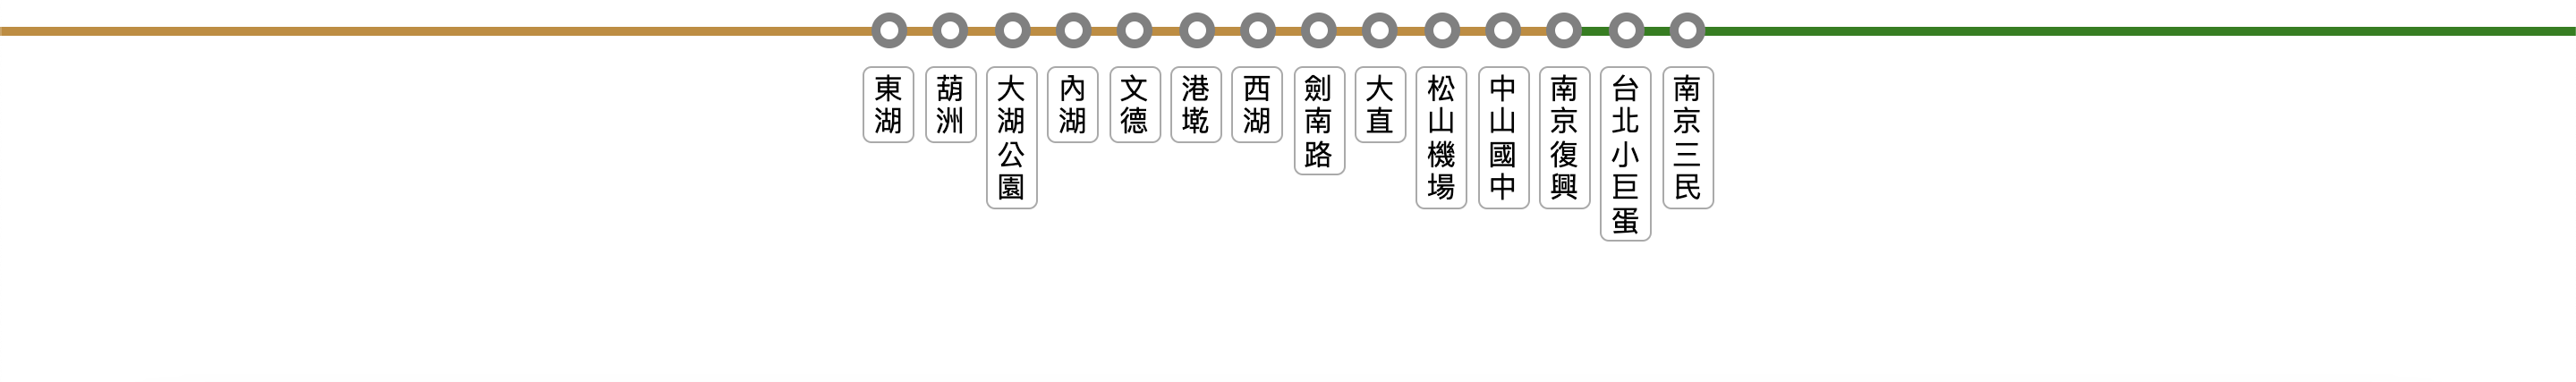 東湖
葫洲
大湖公園
內湖
文德
港墘
西湖
劍南路
大直
松山機場
中山國中
南京復興
台北小巨蛋
南京三民